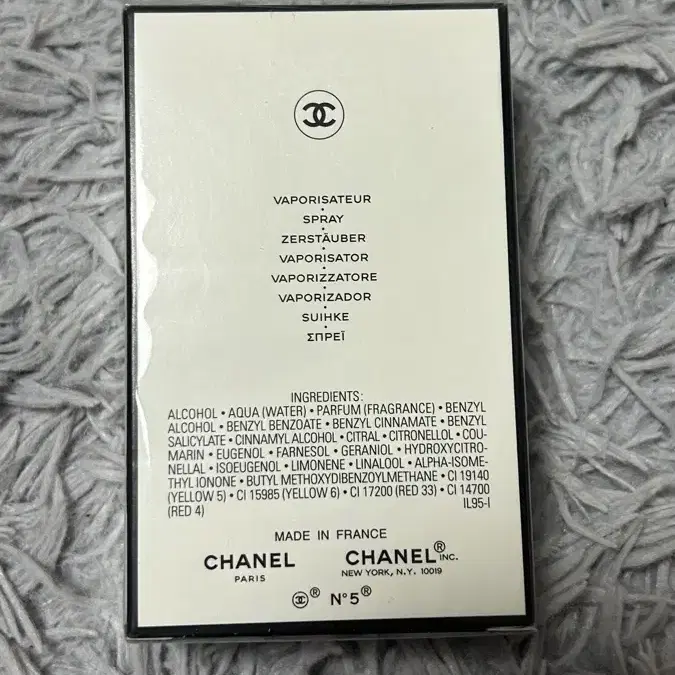 VAPORISATEUR
•
SPRAY
•
ZERSTÄUBER
•
VAPORISATOR
•
VAPORIZZATORE
•
VAPORIZADOR
•
SUIHKE
•
ΣΠΡΕΪ
INGREDIENTS:
ALCOHOL • AQUA (WATER) • PARFUM (FRAGRANCE) • BENZYL
ALCOHOL • BENZYL BENZOATE • BENZYL CINNAMATE • BENZYL
SALICYLATE • CINNAMYL ALCOHOL • CITRAL • CITRONELLOL • COU-
MARIN • EUGENOL • FARNESOL • GERANIOL • HYDROXYCITRO-
NELLAL • ISOEUGENOL • LIMONENE • LINALOOL • ALPHA-ISOME-
THYL IONONE • BUTYL METHOXYDIBENZOYLMETHANE • CI 19140
(YELLOW 5) • CI 15985 (YELLOW 6) • CI 17200 (RED 33) • CI 14700
(RED 4) IL95-I
MADE IN FRANCE
CHANEL CHANEL® INC.
PARIS NEW YORK, N.Y. 10019
® N°5®